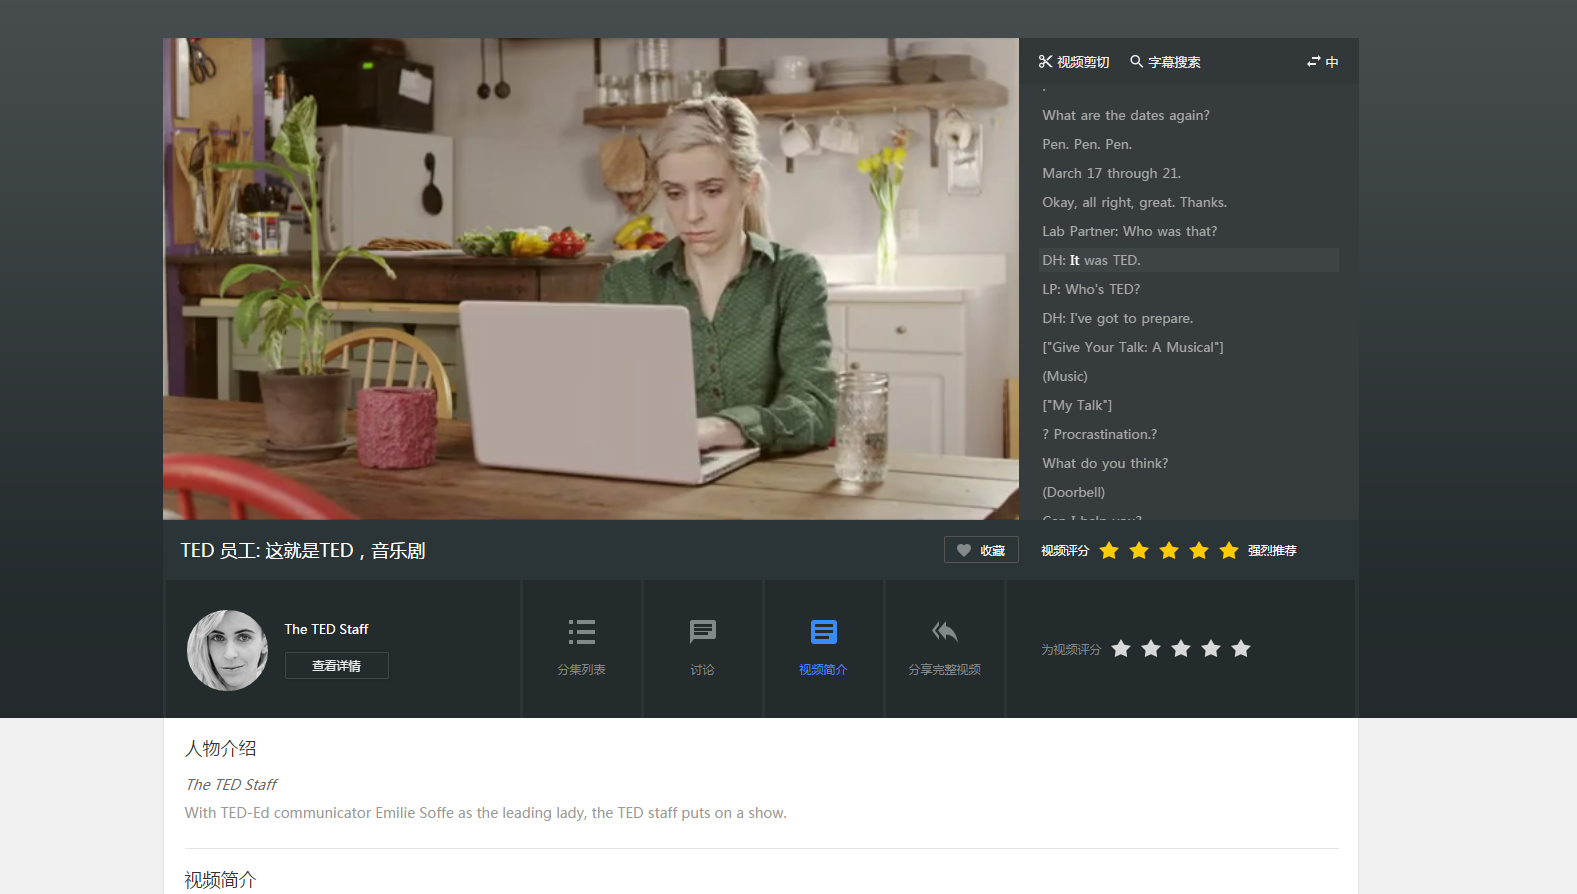 视频剪切 字幕搜索 中
.
What are the dates again?
Pen. Pen. Pen.
March 17 through 21.
Okay, all right, great. Thanks.
Lab Partner: Who was that?
DH: It was TED.
LP: Who's TED?
DH: I've got to prepare.
["Give Your Talk: A Musical"]
(Music)
["My Talk"]
? Procrastination.?
What do you think?
(Doorbell)
Can I help you?
TED 员工: 这就是TED，音乐剧
收藏
视频评分 强烈推荐
The TED Staff
查看详情
分集列表
讨论
视频简介
分享完整视频
为视频评分
人物介绍
The TED Staff
With TED-Ed communicator Emilie Soffe as the leading lady, the TED staff puts on a show.
视频简介